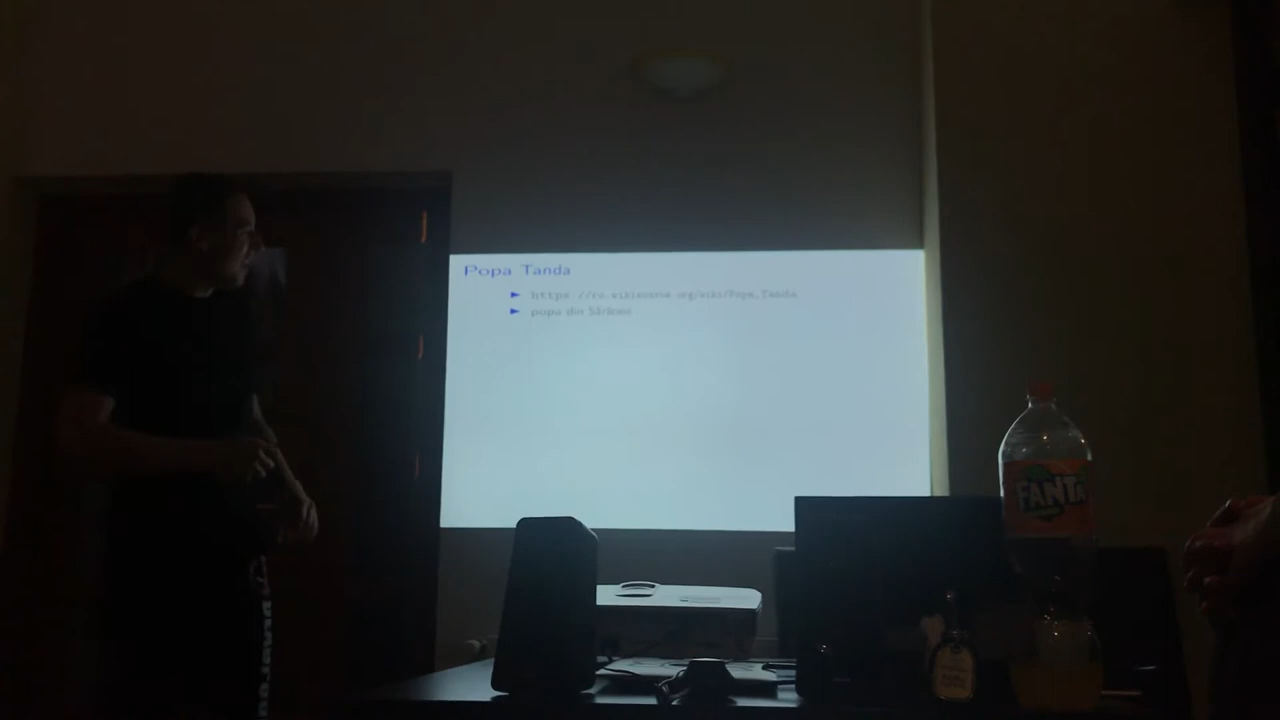 Popa Tanda
► https://ro.wikisource.org/wiki/Popa_Tanda
► popa din Sărăceni
FANTA